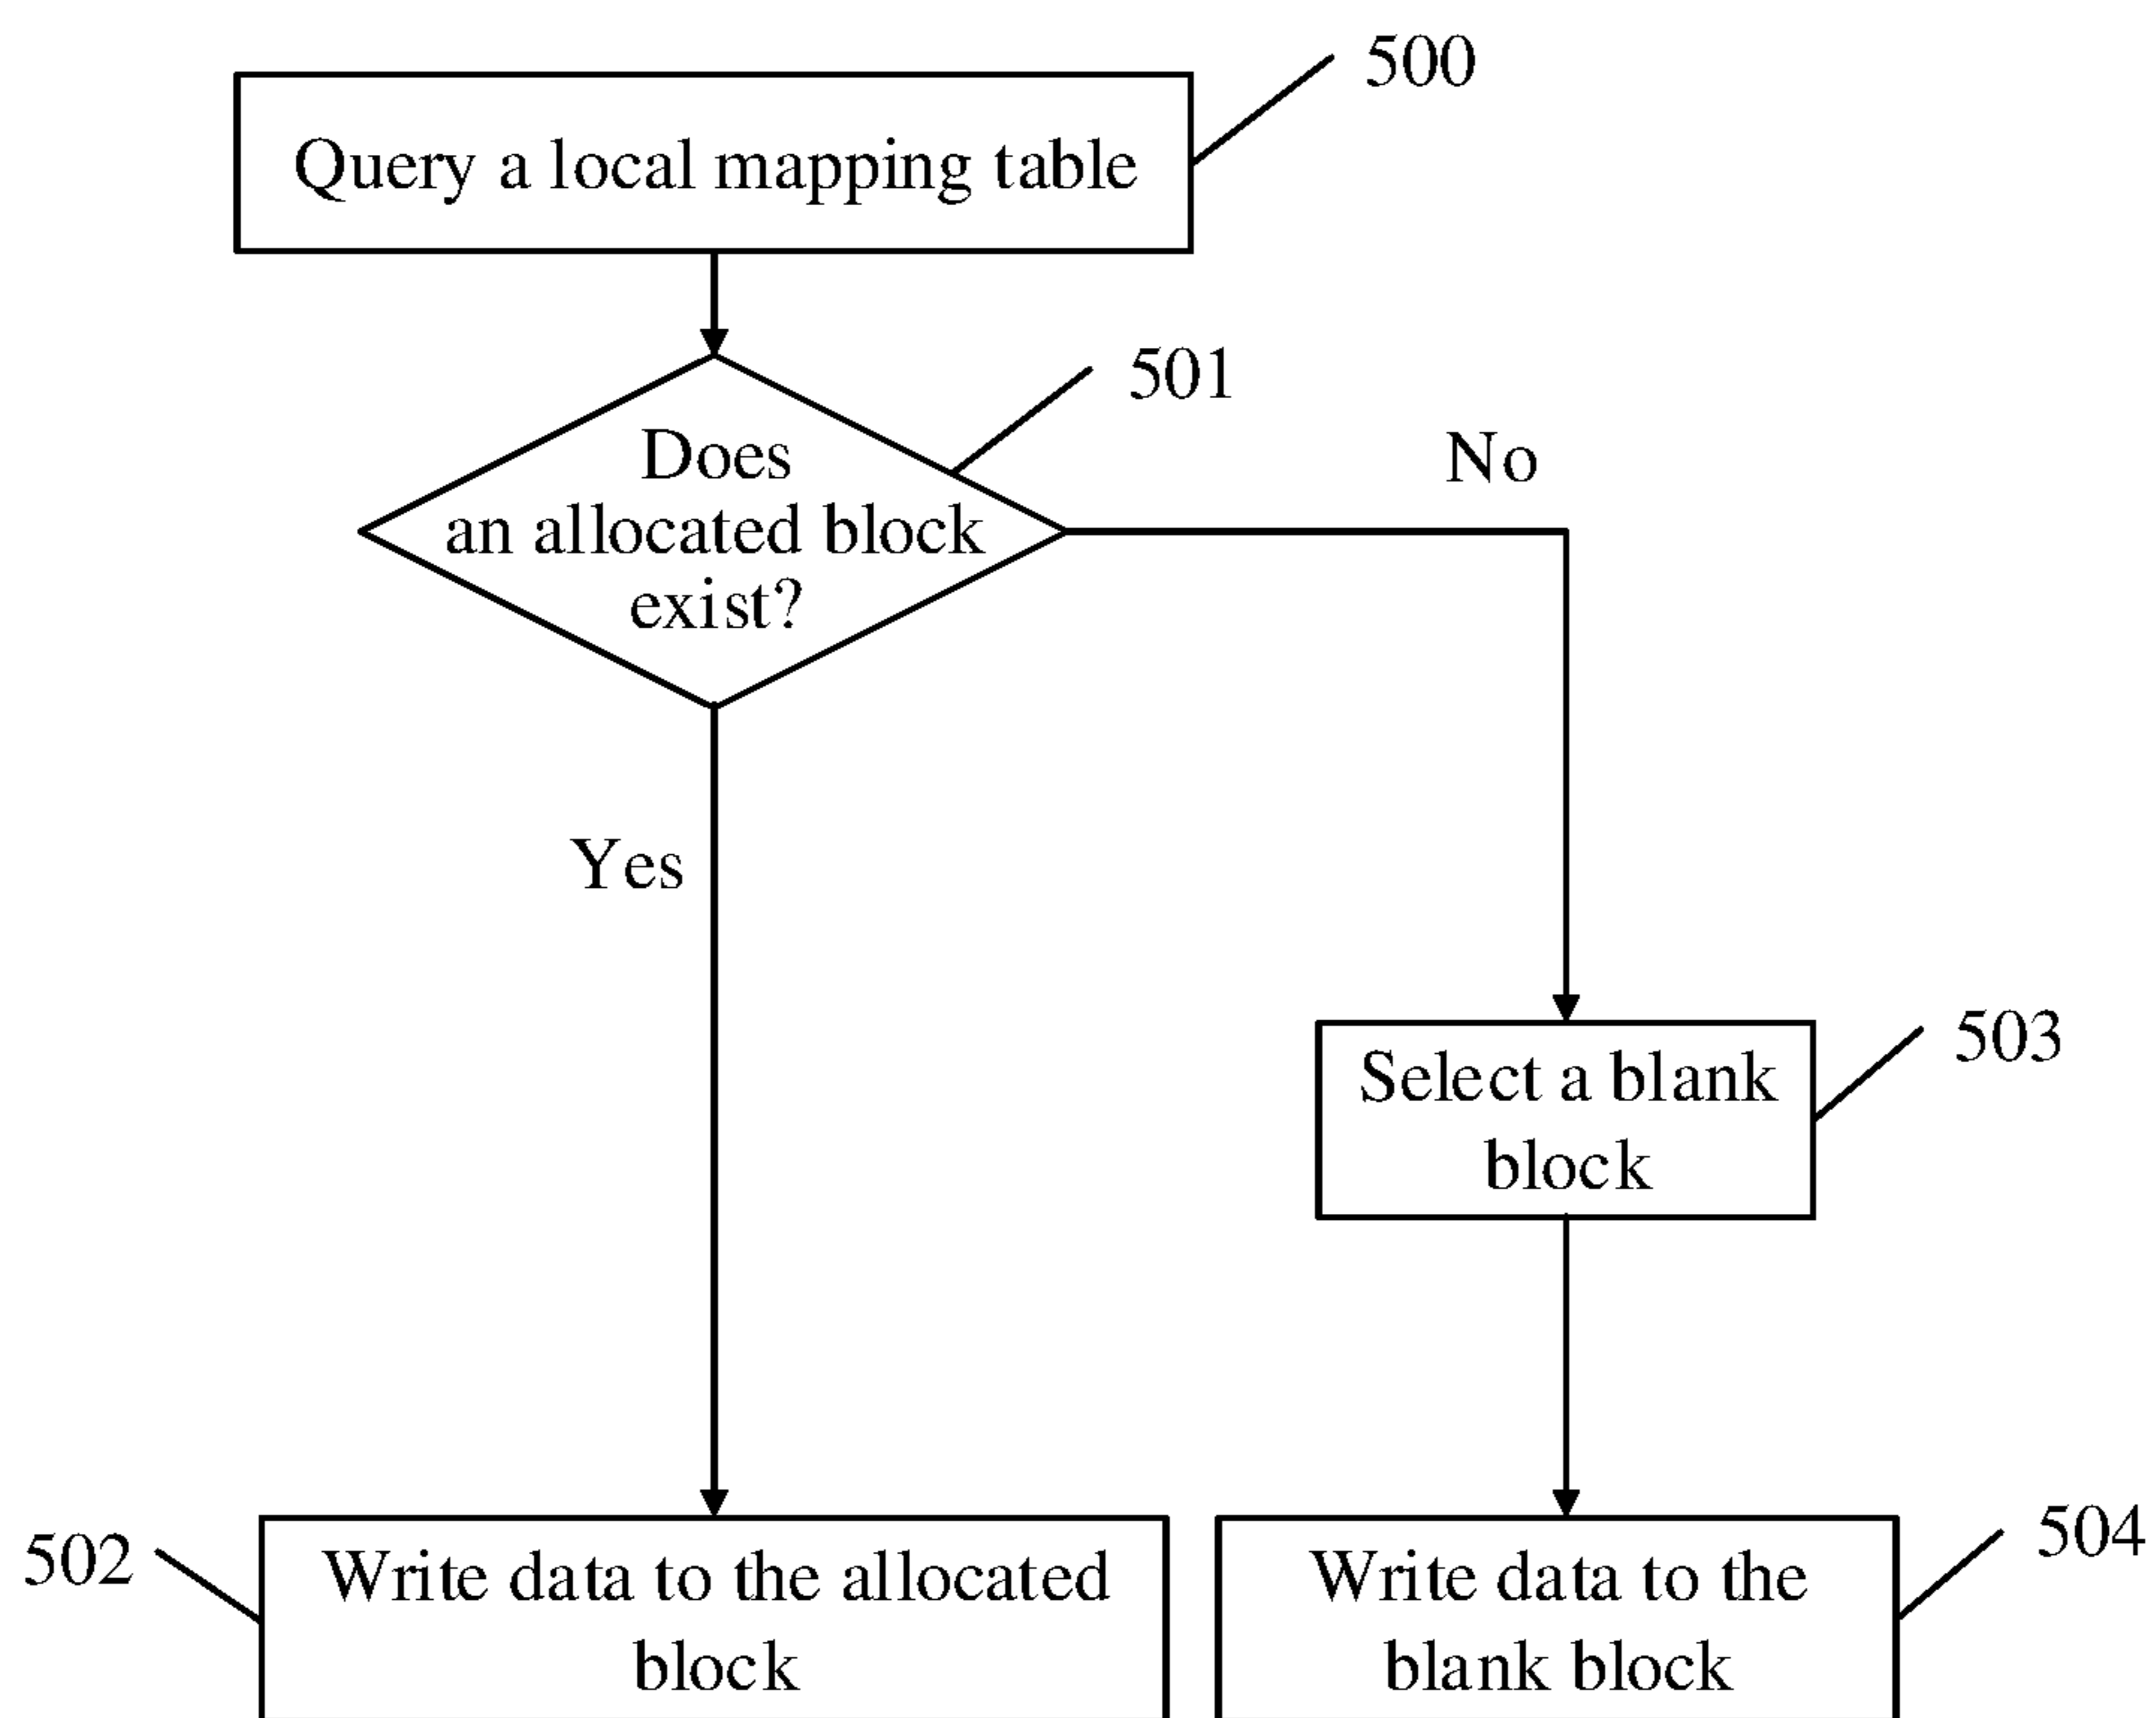 500
Query a local mapping table
501
Does
an allocated block
exist?
No
Yes
503
Select a blank
block
502
Write data to the allocated
block
504
Write data to the
blank block